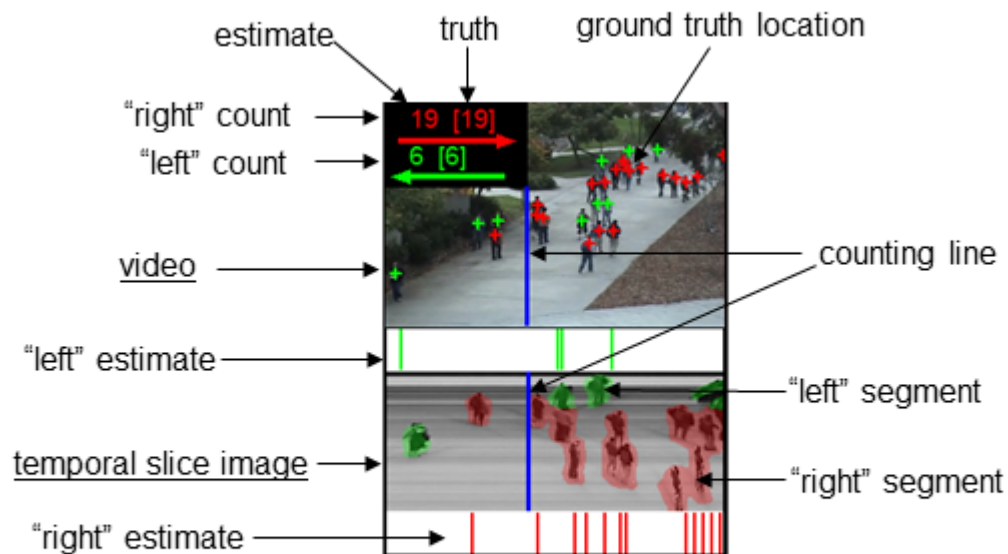 estimate
truth
ground truth location
“right” count
19 [19]
“left” count
6 [6]
video
counting line
“left” estimate
“left” segment
temporal slice image
“right” segment
“right” estimate